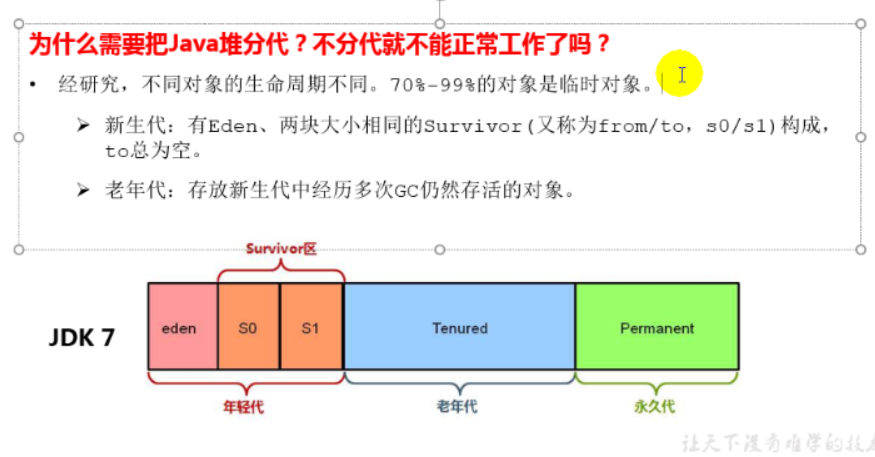 为什么需要把Java堆分代？不分代就不能正常工作了吗？
• 经研究，不同对象的生命周期不同。70%-99%的对象是临时对象。
➢ 新生代：有Eden、两块大小相同的Survivor(又称为from/to，s0/s1)构成，
to总为空。
➢ 老年代：存放新生代中经历多次GC仍然存活的对象。
Survivor区
JDK 7
eden
S0
S1
Tenured
Permanent
年轻代
老年代
永久代
让天下没有难学的技术